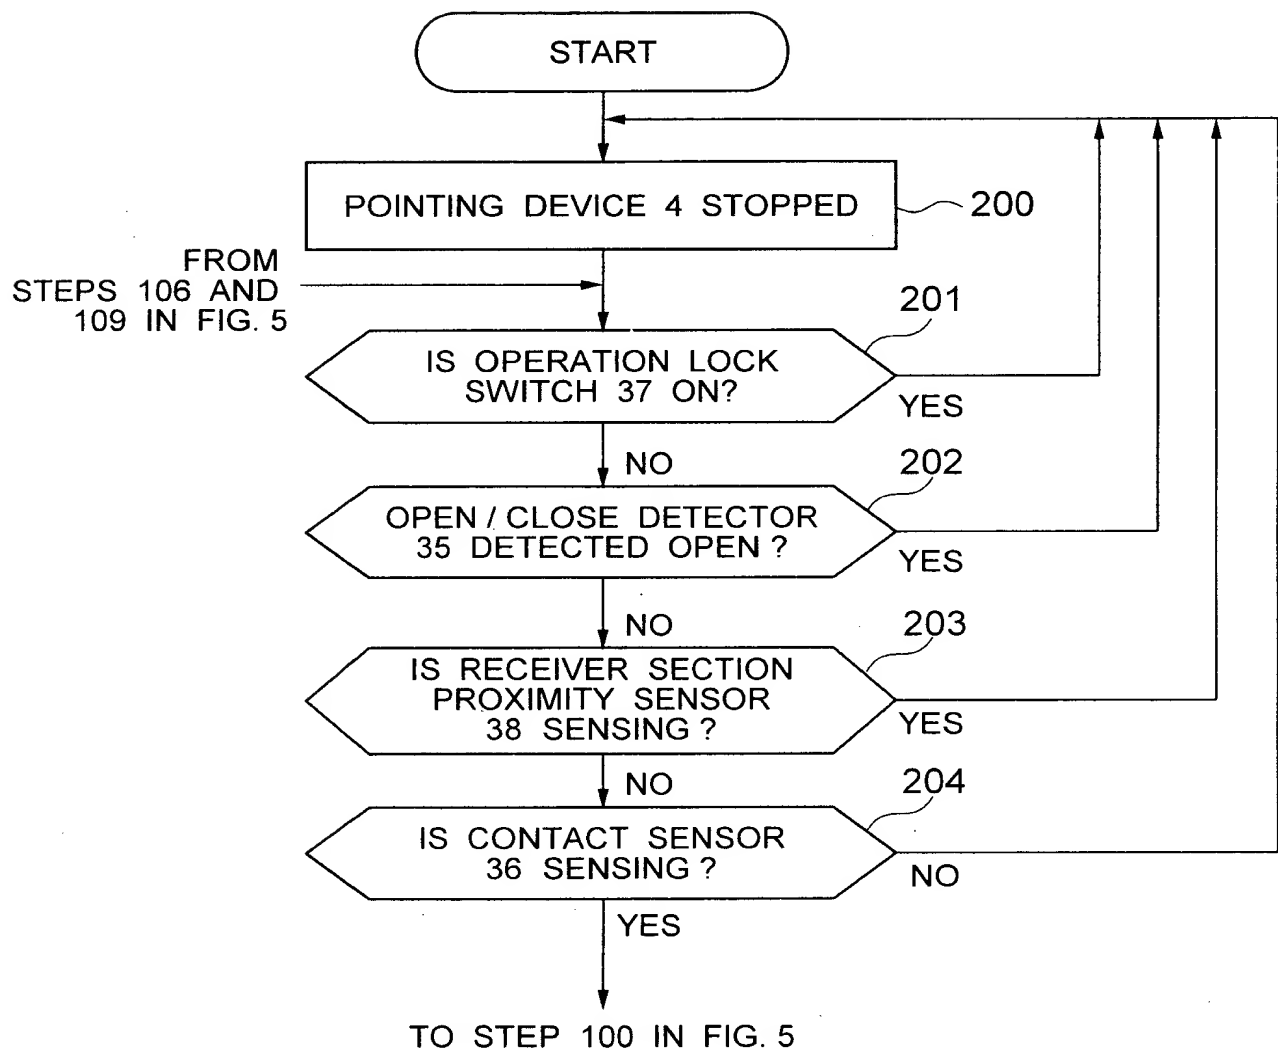 START
POINTING DEVICE 4 STOPPED
200
FROM
STEPS 106 AND
109 IN FIG. 5
201
IS OPERATION LOCK
SWITCH 37 ON?
YES
NO
202
OPEN / CLOSE DETECTOR
35 DETECTED OPEN ?
YES
NO
203
IS RECEIVER SECTION
PROXIMITY SENSOR
38 SENSING ?
YES
NO
204
IS CONTACT SENSOR
36 SENSING ?
NO
YES
TO STEP 100 IN FIG. 5